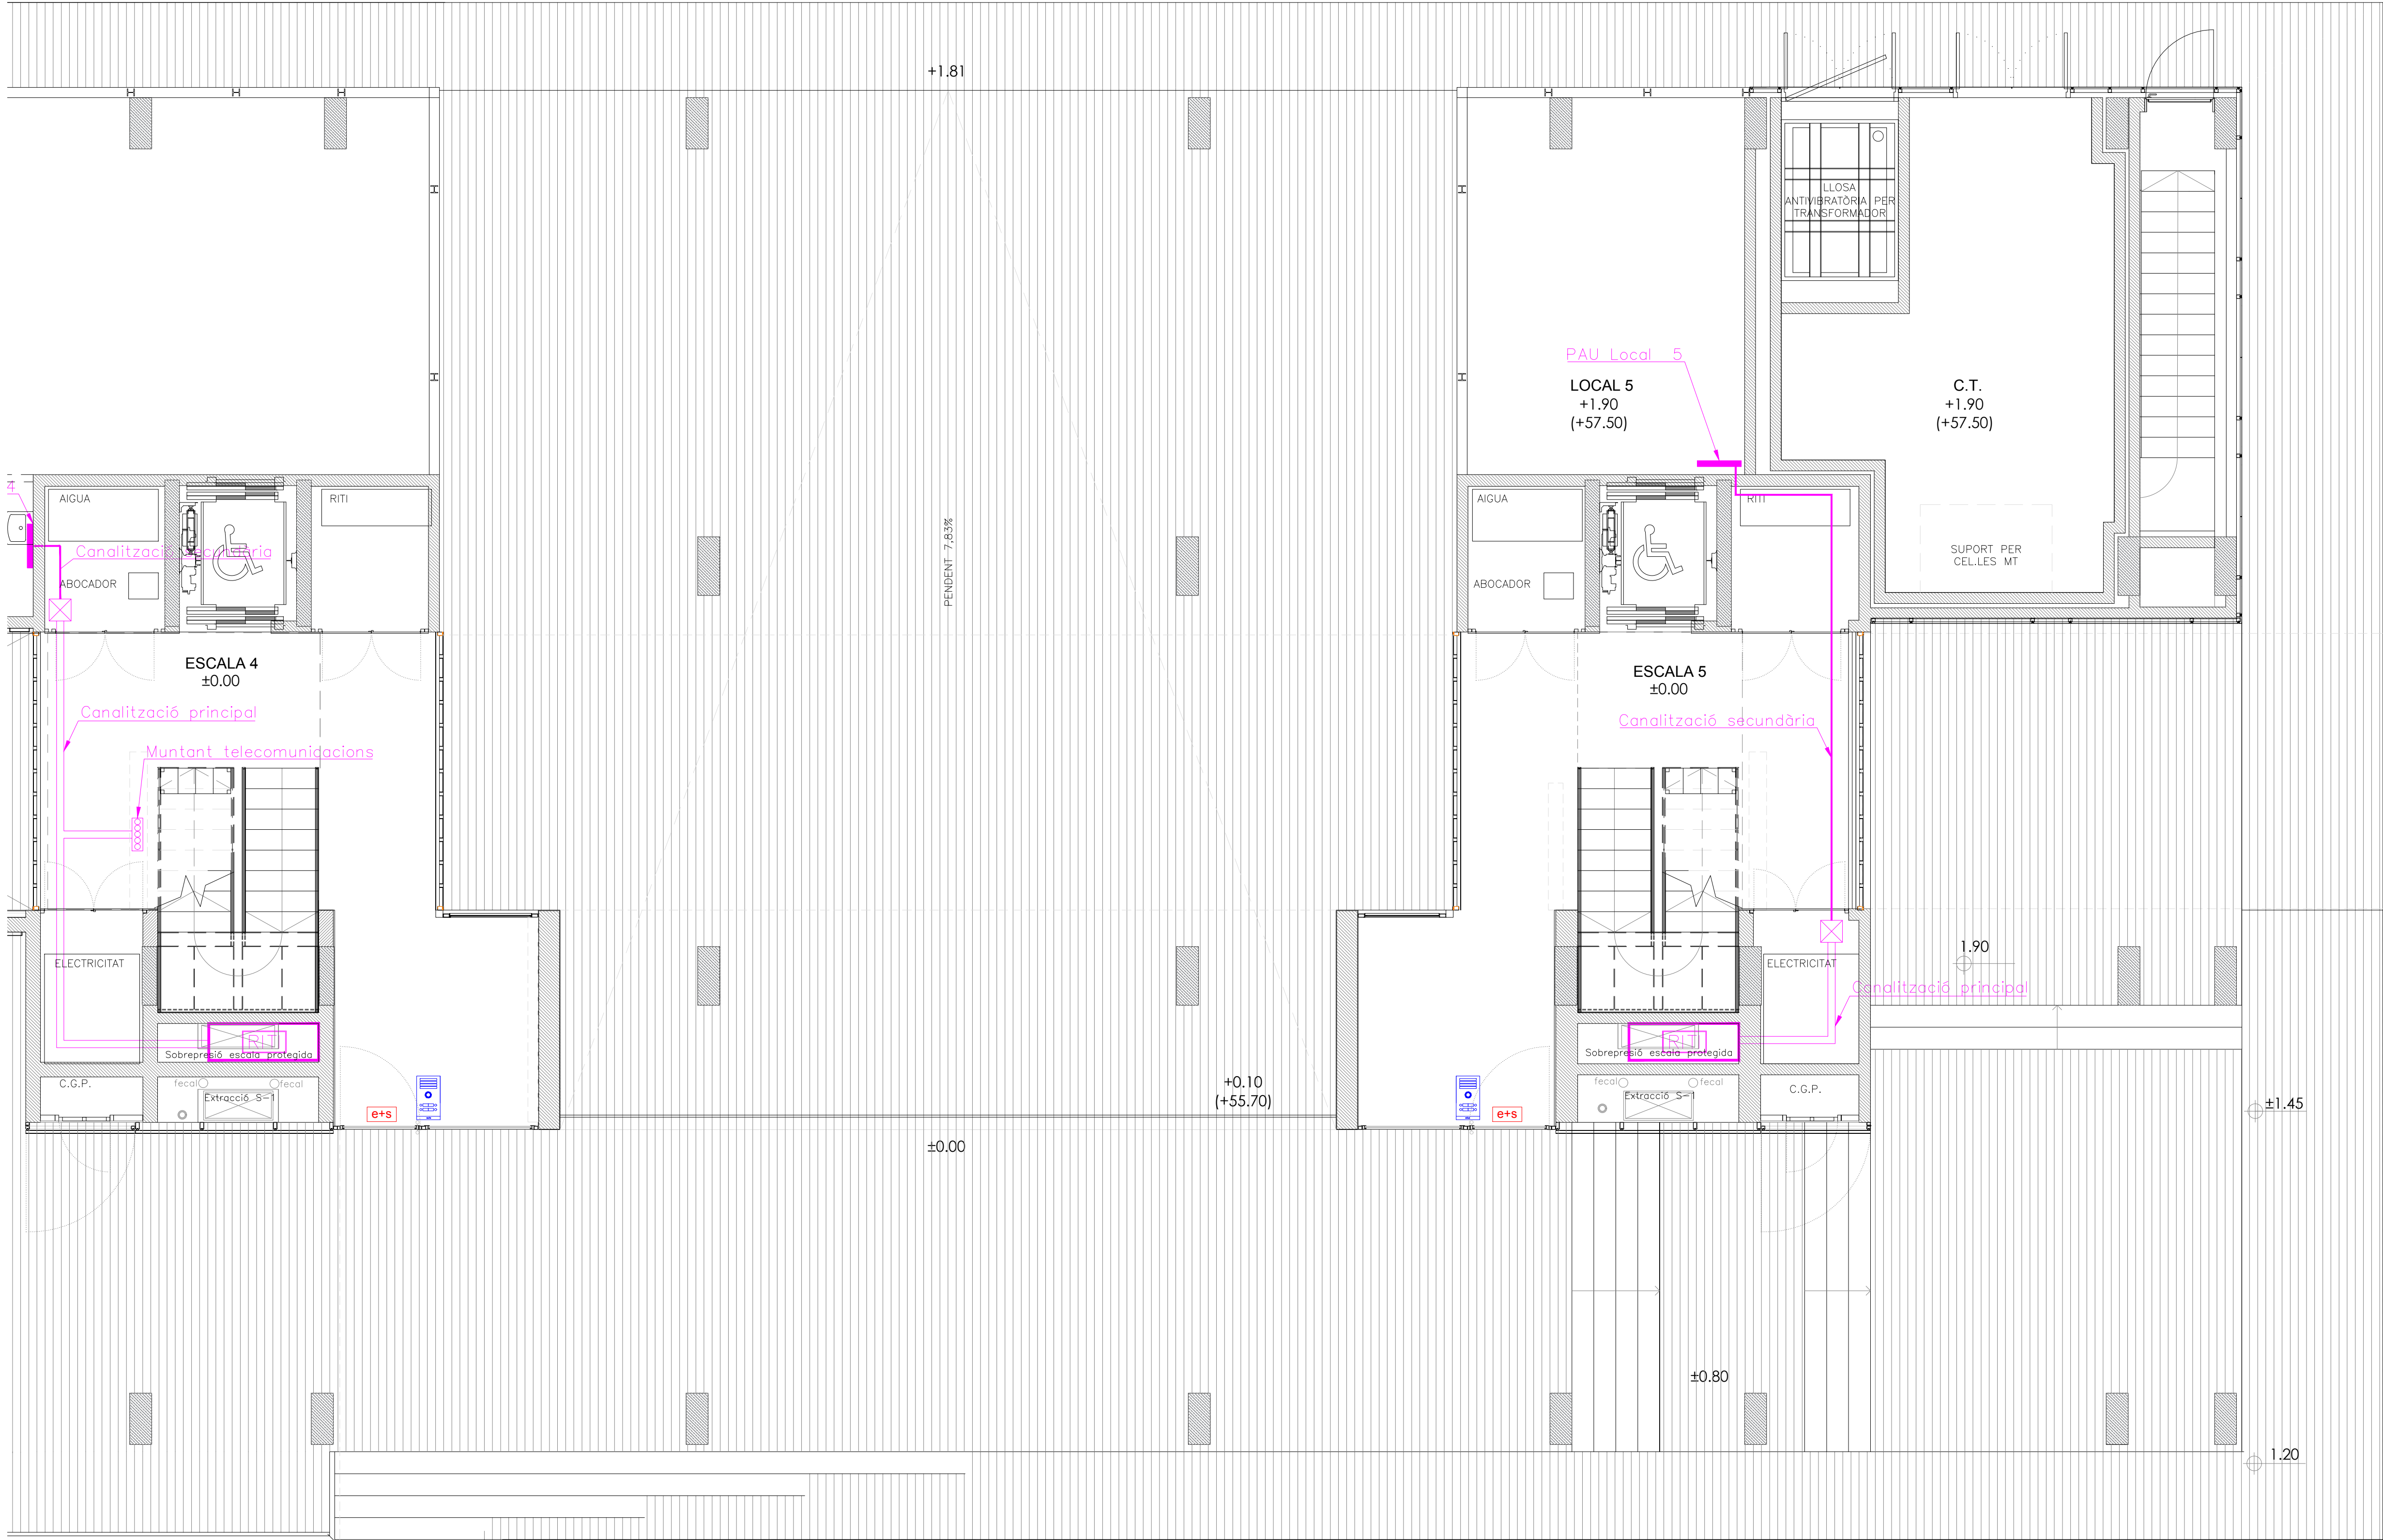 +1.81
LLOSA
ANTIVIBRATÒRIA PER
TRANSFORMADOR
PAU Local 5
LOCAL 5
+1.90
(+57.50)
C.T.
+1.90
(+57.50)
4
AIGUA
RITI
AIGUA
RITI
PENDENT 7,83%
Canalització secundària
ABOCADOR
ABOCADOR
SUPORT PER
CEL.LES MT
ESCALA 4
±0.00
ESCALA 5
±0.00
Canalització principal
Canalització secundària
Muntant telecomunicacions
1.90
ELECTRICITAT
ELECTRICITAT
Canalització principal
RITI
Sobrepresió escala protegida
RITI
Sobrepresió escala protegida
C.G.P.
fecal
fecal
Extracció S-1
e+s
+0.10
(+55.70)
e+s
fecal
fecal
Extracció S-1
C.G.P.
±1.45
±0.00
±0.80
1.20